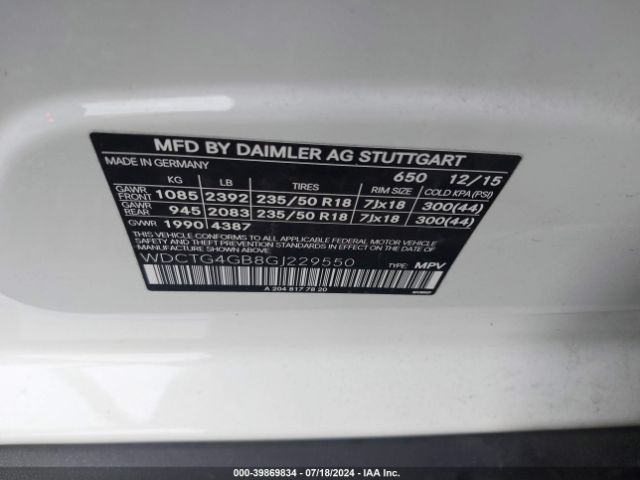 MFD BY DAIMLER AG STUTTGART
MADE IN GERMANY 650 12/15
KG LB TIRES RIM SIZE COLD KPA (PSI)
GAWR FRONT 1085 2392 235/50 R18 7Jx18 300(44)
GAWR REAR 945 2083 235/50 R18 7Jx18 300(44)
GVWR 1990 4387
THIS VEHICLE CONFORMS TO ALL APPLICABLE FEDERAL MOTOR VEHICLE
SAFETY, BUMPER, AND THEFT PREVENTION STANDARDS IN EFFECT ON THE DATE OF
MANUFACTURE SHOWN ABOVE.
WDCTG4GB8GJ229550 TYPE: MPV
A 204 817 78 20
000-39869834 / 07/18/2024 / IAA Inc.